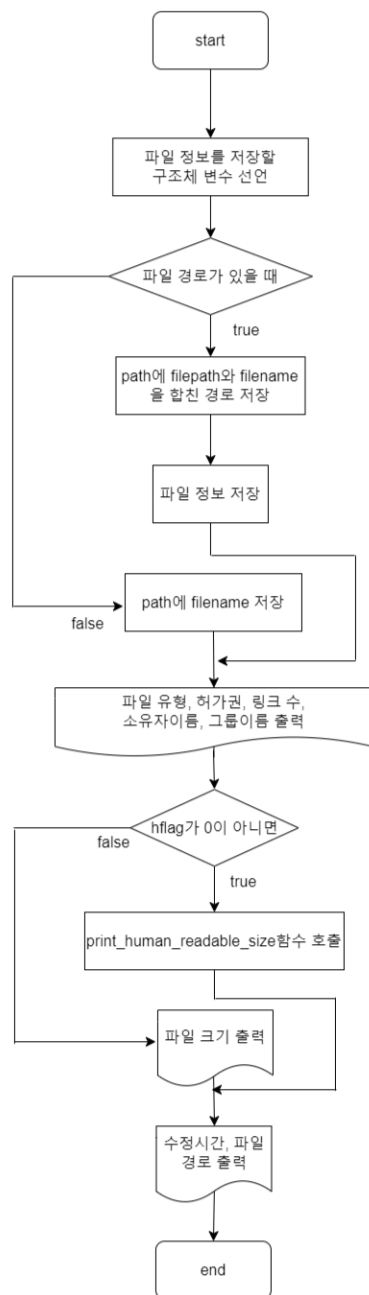 start
파일 정보를 저장할
구조체 변수 선언
파일 경로가 있을 때
true
path에 filepath와 filename
을 합친 경로 저장
파일 정보 저장
path에 filename 저장
false
파일 유형, 허가권, 링크 수,
소유자이름, 그룹이름 출력
hflag가 0이 아니면
false
true
print_human_readable_size함수 호출
파일 크기 출력
수정시간, 파일
경로 출력
end